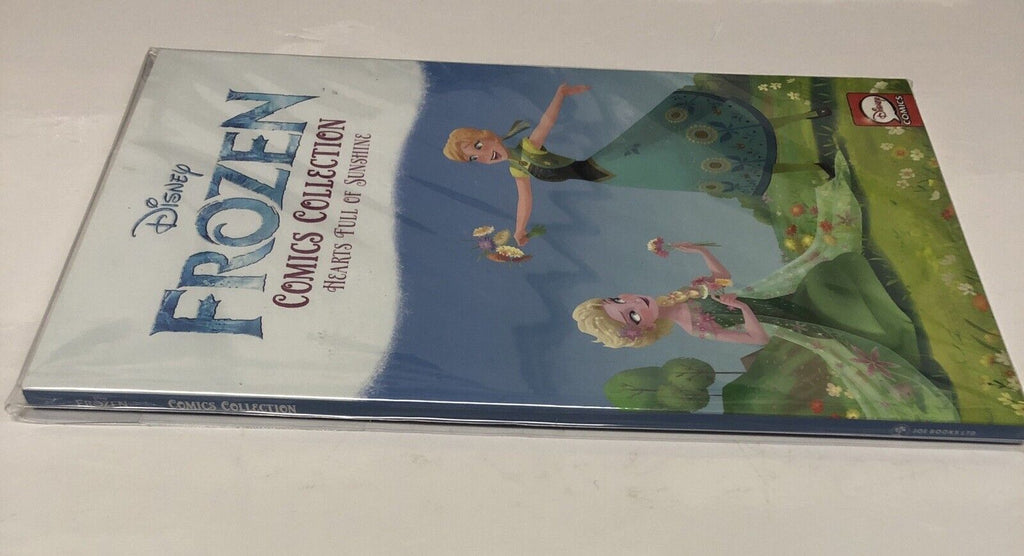 Disney
FROZEN
COMICS COLLECTION
HEARTS FULL OF SUNSHINE
Disney
COMICS
FROZEN
COMICS COLLECTION
JOE BOOKS LTD